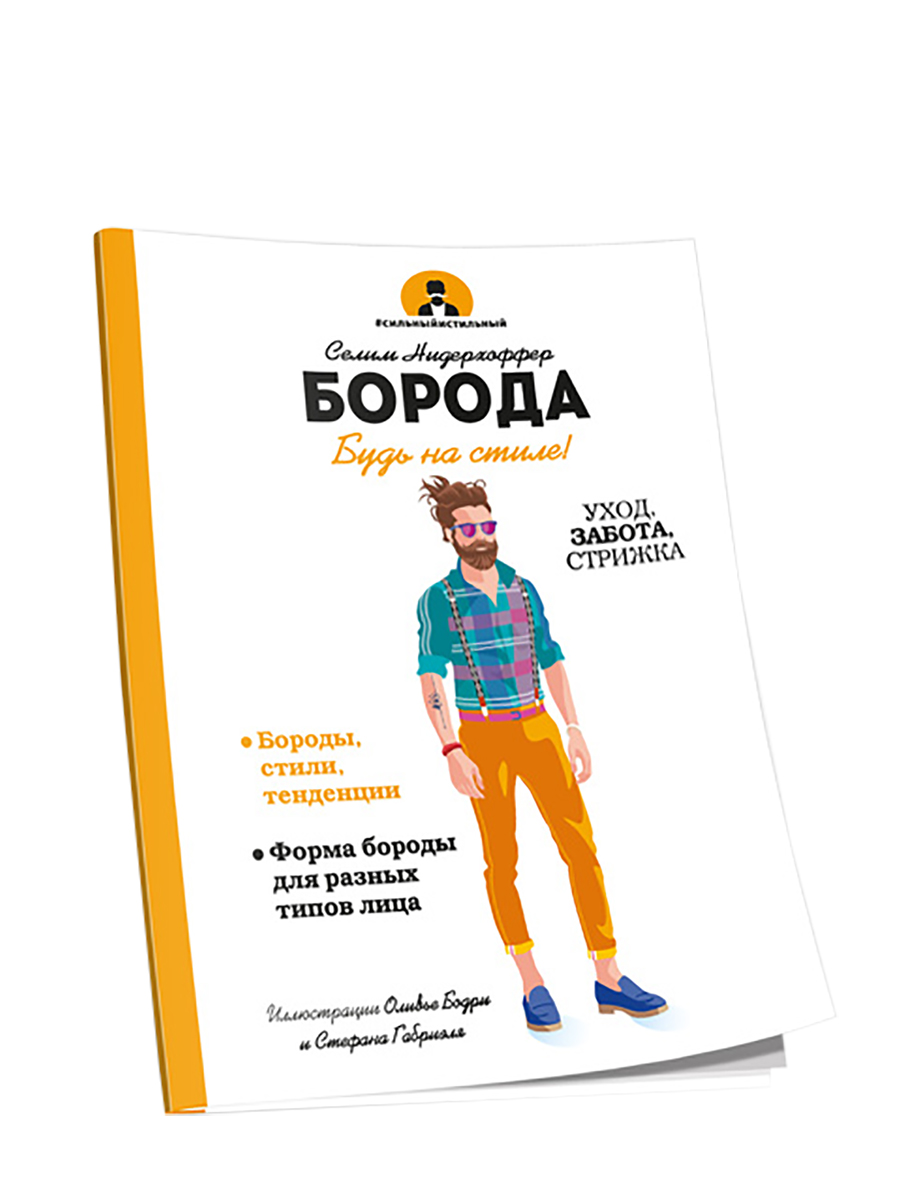 #СИЛЬНЫЙИСТИЛЬНЫЙ
Селим Нидерхоффер
БОРОДА
Будь на стиле!
УХОД,
ЗАБОТА,
СТРИЖКА
• Бороды,
стили,
тенденции
• Форма бороды
для разных
типов лица
Иллюстрации Оливье Бодри
и Стефана Габриэля